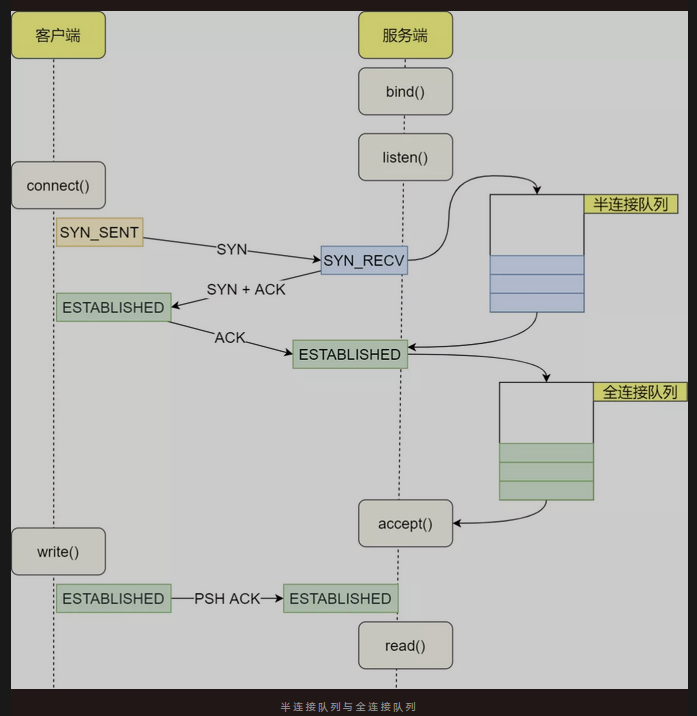 客户端
服务端
bind()
listen()
connect()
半连接队列
SYN_SENT
SYN
SYN_RECV
SYN + ACK
ESTABLISHED
ACK
ESTABLISHED
全连接队列
accept()
write()
ESTABLISHED
PSH ACK
ESTABLISHED
read()
半连接队列与全连接队列